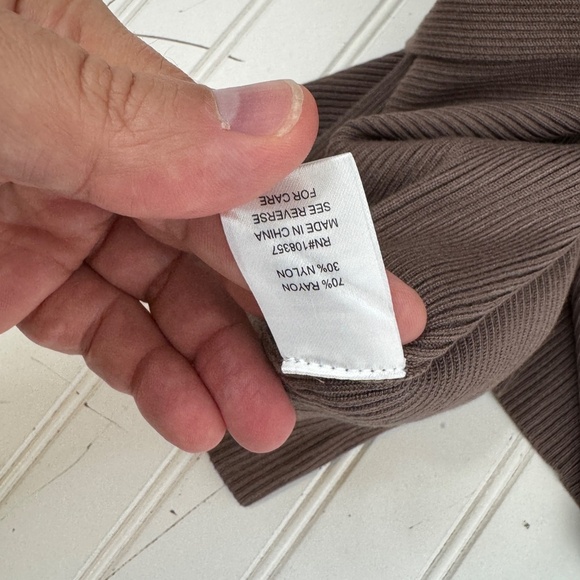 70% RAYON
30% NYLON
RN#108357
MADE IN CHINA
SEE REVERSE
FOR CARE